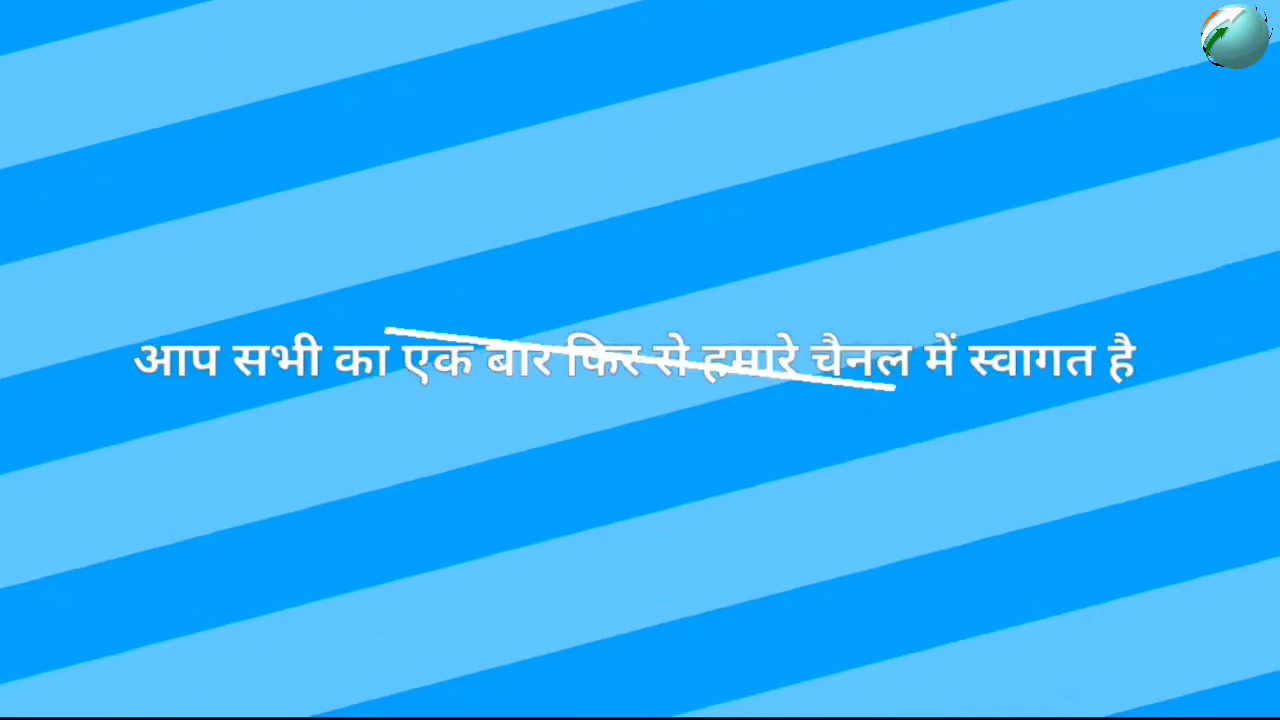 आप सभी का एक बार फिर से हमारे चैनल में स्वागत है